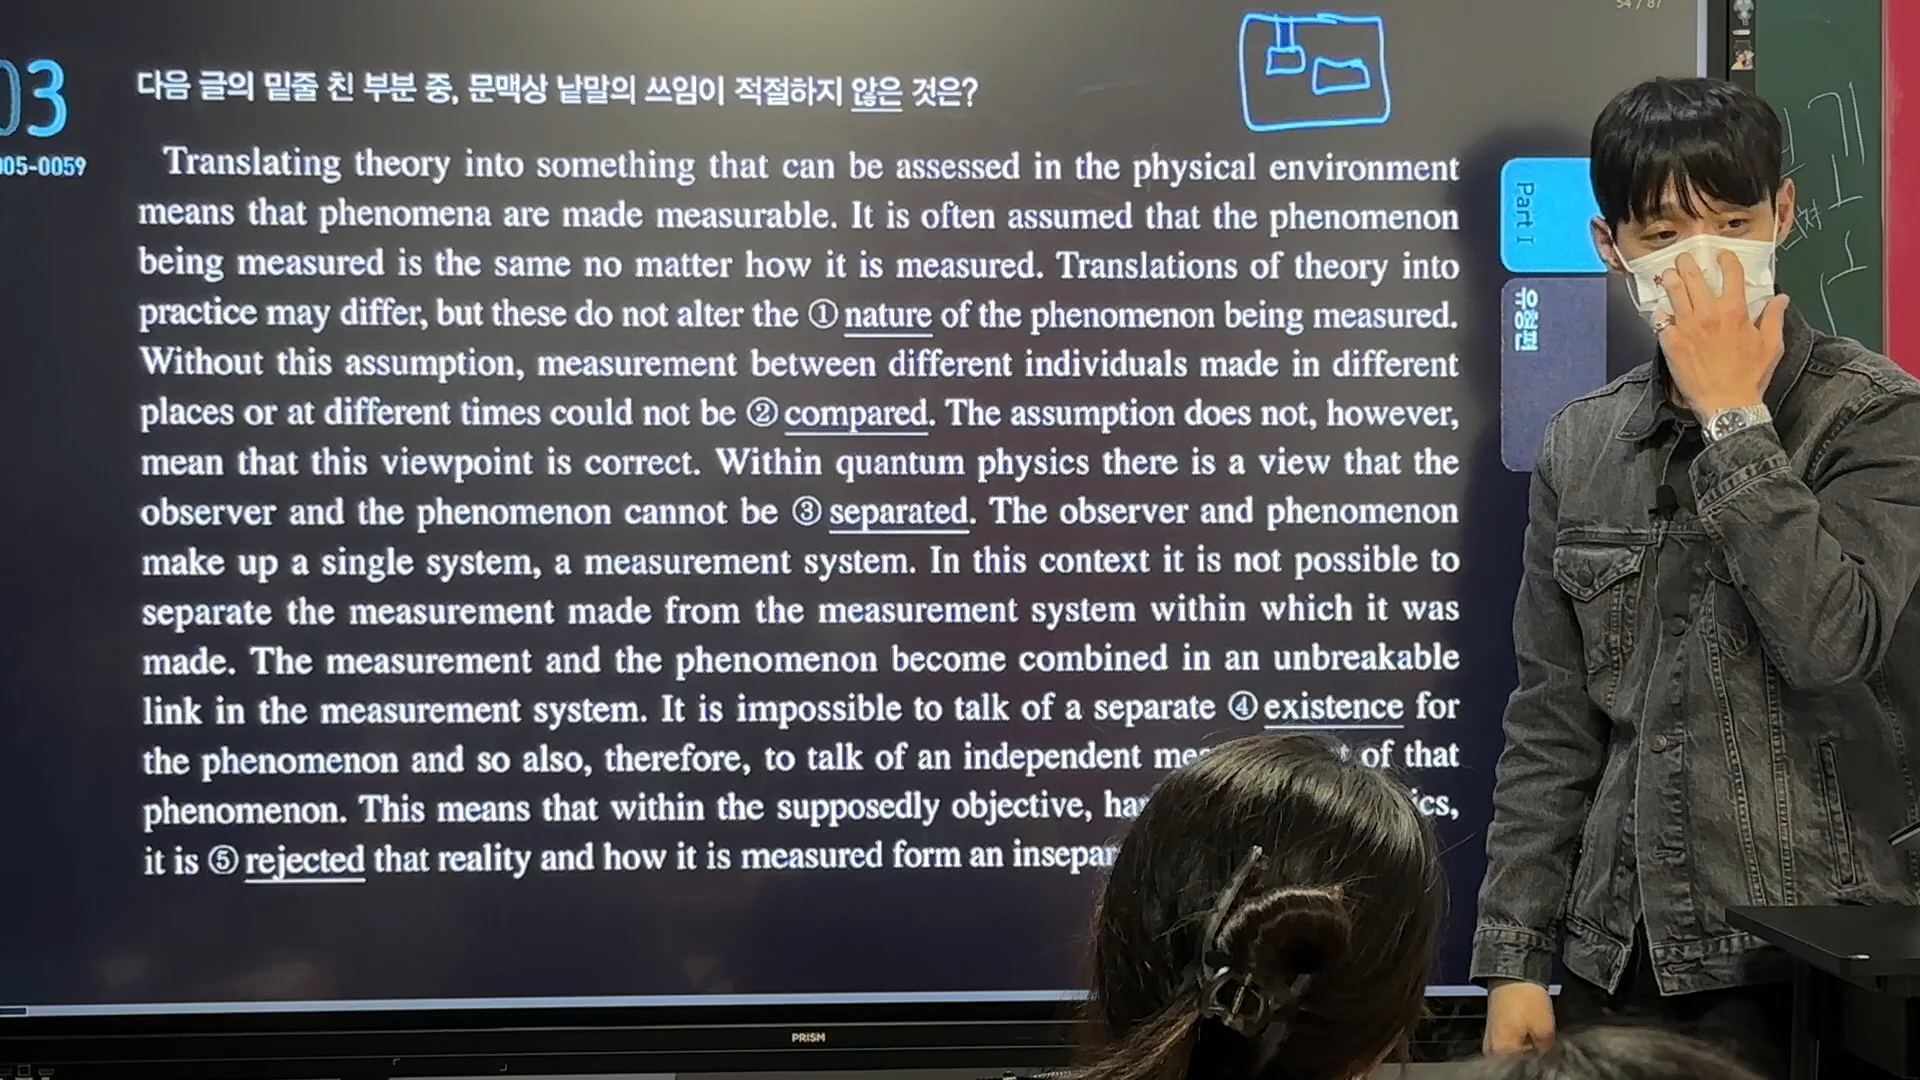 54 / 87
03
05-0059
다음 글의 밑줄 친 부분 중, 문맥상 낱말의 쓰임이 적절하지 않은 것은?
Translating theory into something that can be assessed in the physical environment
means that phenomena are made measurable. It is often assumed that the phenomenon
being measured is the same no matter how it is measured. Translations of theory into
practice may differ, but these do not alter the ① nature of the phenomenon being measured.
Without this assumption, measurement between different individuals made in different
places or at different times could not be ② compared. The assumption does not, however,
mean that this viewpoint is correct. Within quantum physics there is a view that the
observer and the phenomenon cannot be ③ separated. The observer and phenomenon
make up a single system, a measurement system. In this context it is not possible to
separate the measurement made from the measurement system within which it was
made. The measurement and the phenomenon become combined in an unbreakable
link in the measurement system. It is impossible to talk of a separate ④ existence for
the phenomenon and so also, therefore, to talk of an independent of that
phenomenon. This means that within the supposedly objective,
it is ⑤ rejected that reality and how it is measured form an
Part I
유형편
PRISM